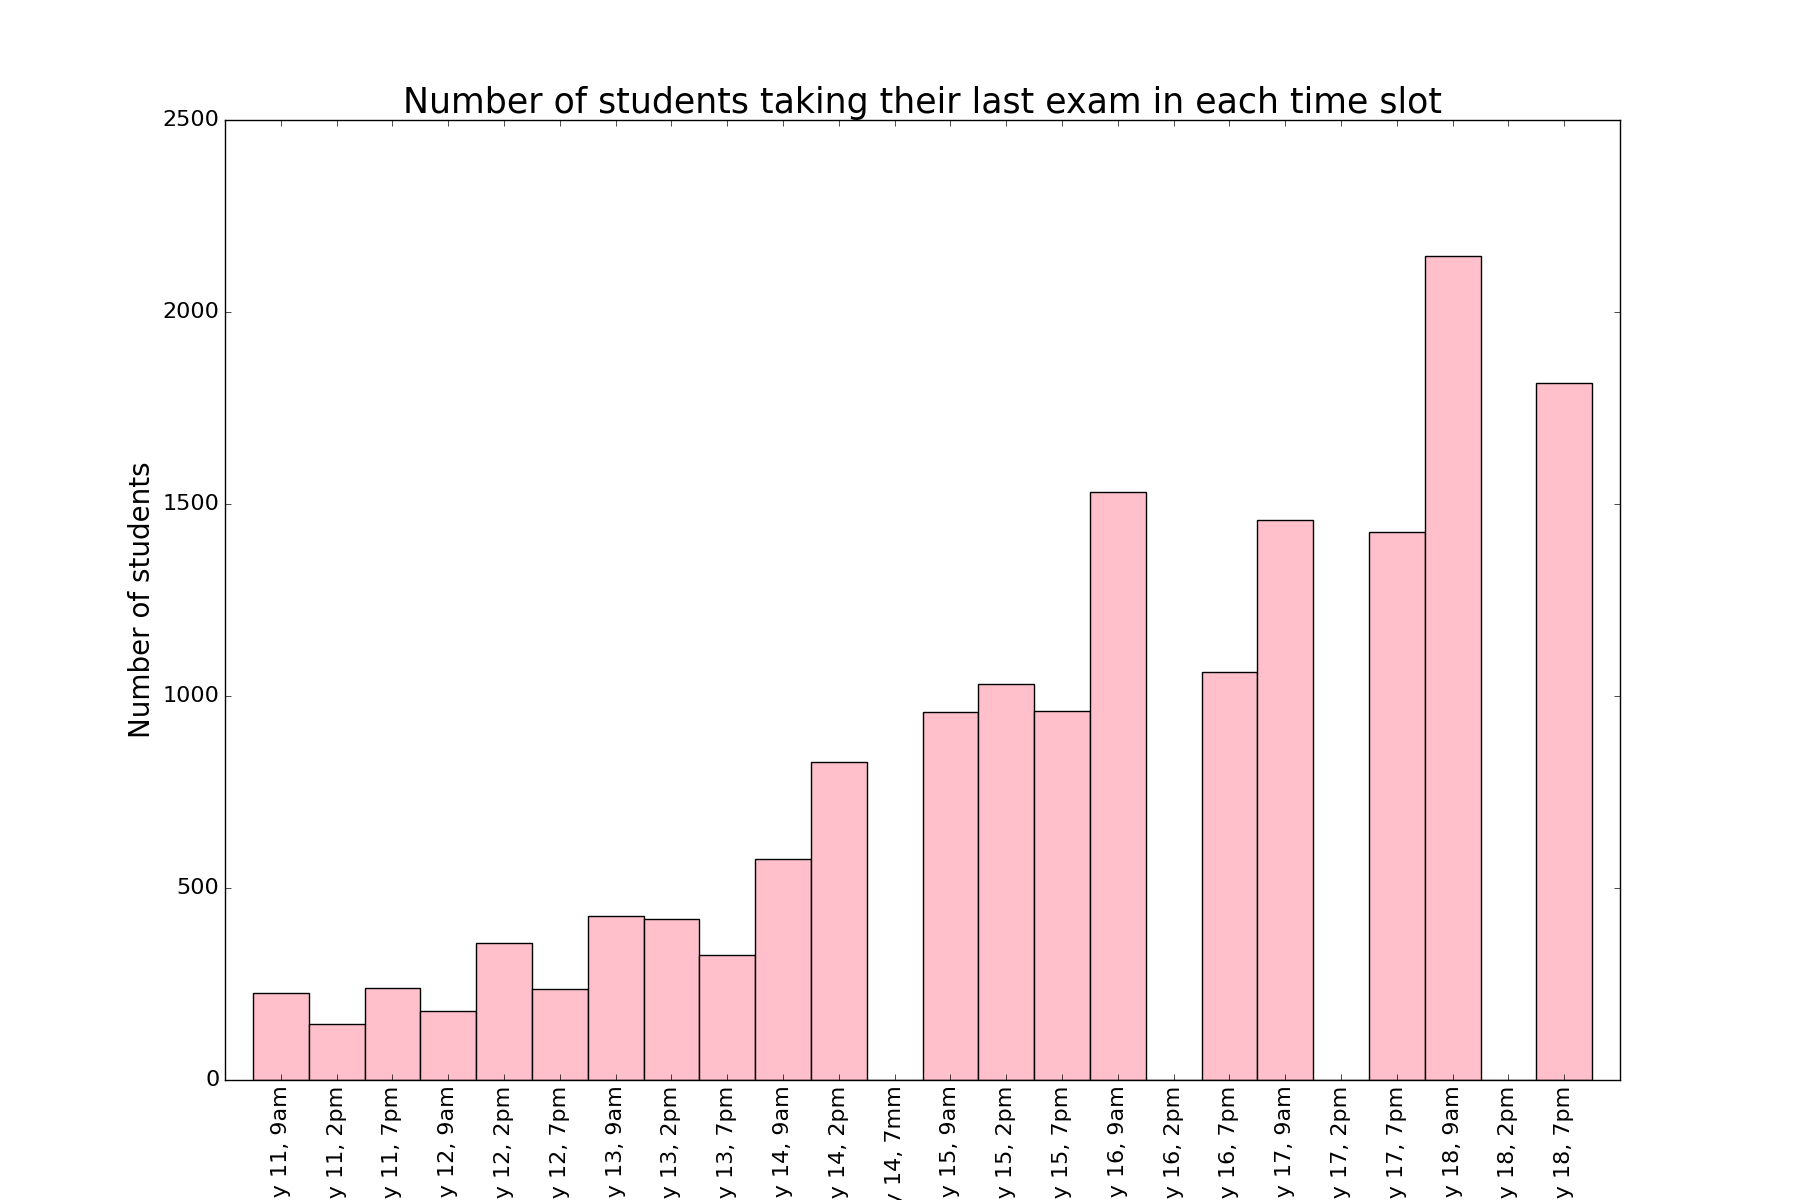 Number of students taking their last exam in each time slot
Number of students
2500
2000
1500
1000
500
0
y 11, 9am
y 11, 2pm
y 11, 7pm
y 12, 9am
y 12, 2pm
y 12, 7pm
y 13, 9am
y 13, 2pm
y 13, 7pm
y 14, 9am
y 14, 2pm
y 14, 7mm
y 15, 9am
y 15, 2pm
y 15, 7pm
y 16, 9am
y 16, 2pm
y 16, 7pm
y 17, 9am
y 17, 2pm
y 17, 7pm
y 18, 9am
y 18, 2pm
y 18, 7pm